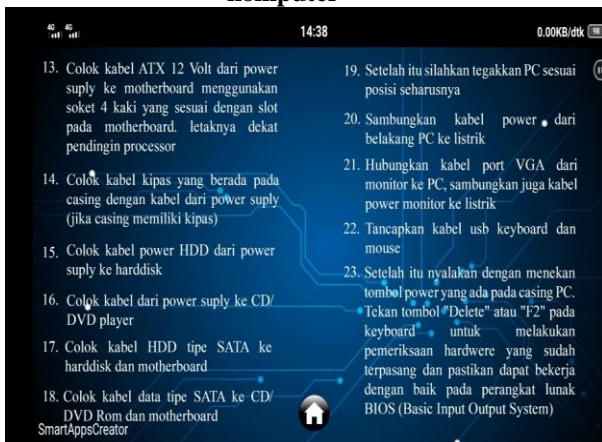 komputer
4G 4G 14:38 0.00KB/dtk 98
13. Colok kabel ATX 12 Volt dari power
suply ke motherboard menggunakan
soket 4 kaki yang sesuai dengan slot
pada motherboard. letaknya dekat
pendingin processor
14. Colok kabel kipas yang berada pada
casing dengan kabel dari power suply
(jika casing memiliki kipas)
15. Colok kabel power HDD dari power
suply ke harddisk
16. Colok kabel dari power suply ke CD/
DVD player
17. Colok kabel HDD tipe SATA ke
harddisk dan motherboard
18. Colok kabel data tipe SATA ke CD/
DVD Rom dan motherboard
19. Setelah itu silahkan tegakkan PC sesuai
posisi seharusnya
20. Sambungkan kabel power dari
belakang PC ke listrik
21. Hubungkan kabel port VGA dari
monitor ke PC, sambungkan juga kabel
power monitor ke listrik
22. Tancapkan kabel usb keyboard dan
mouse
23. Setelah itu nyalakan dengan menekan
tombol power yang ada pada casing PC.
Tekan tombol "Delete" atau "F2" pada
keyboard untuk melakukan
pemeriksaan hardwere yang sudah
terpasang dan pastikan dapat bekerja
dengan baik pada perangkat lunak
BIOS (Basic Input Output System)
SmartAppsCreator